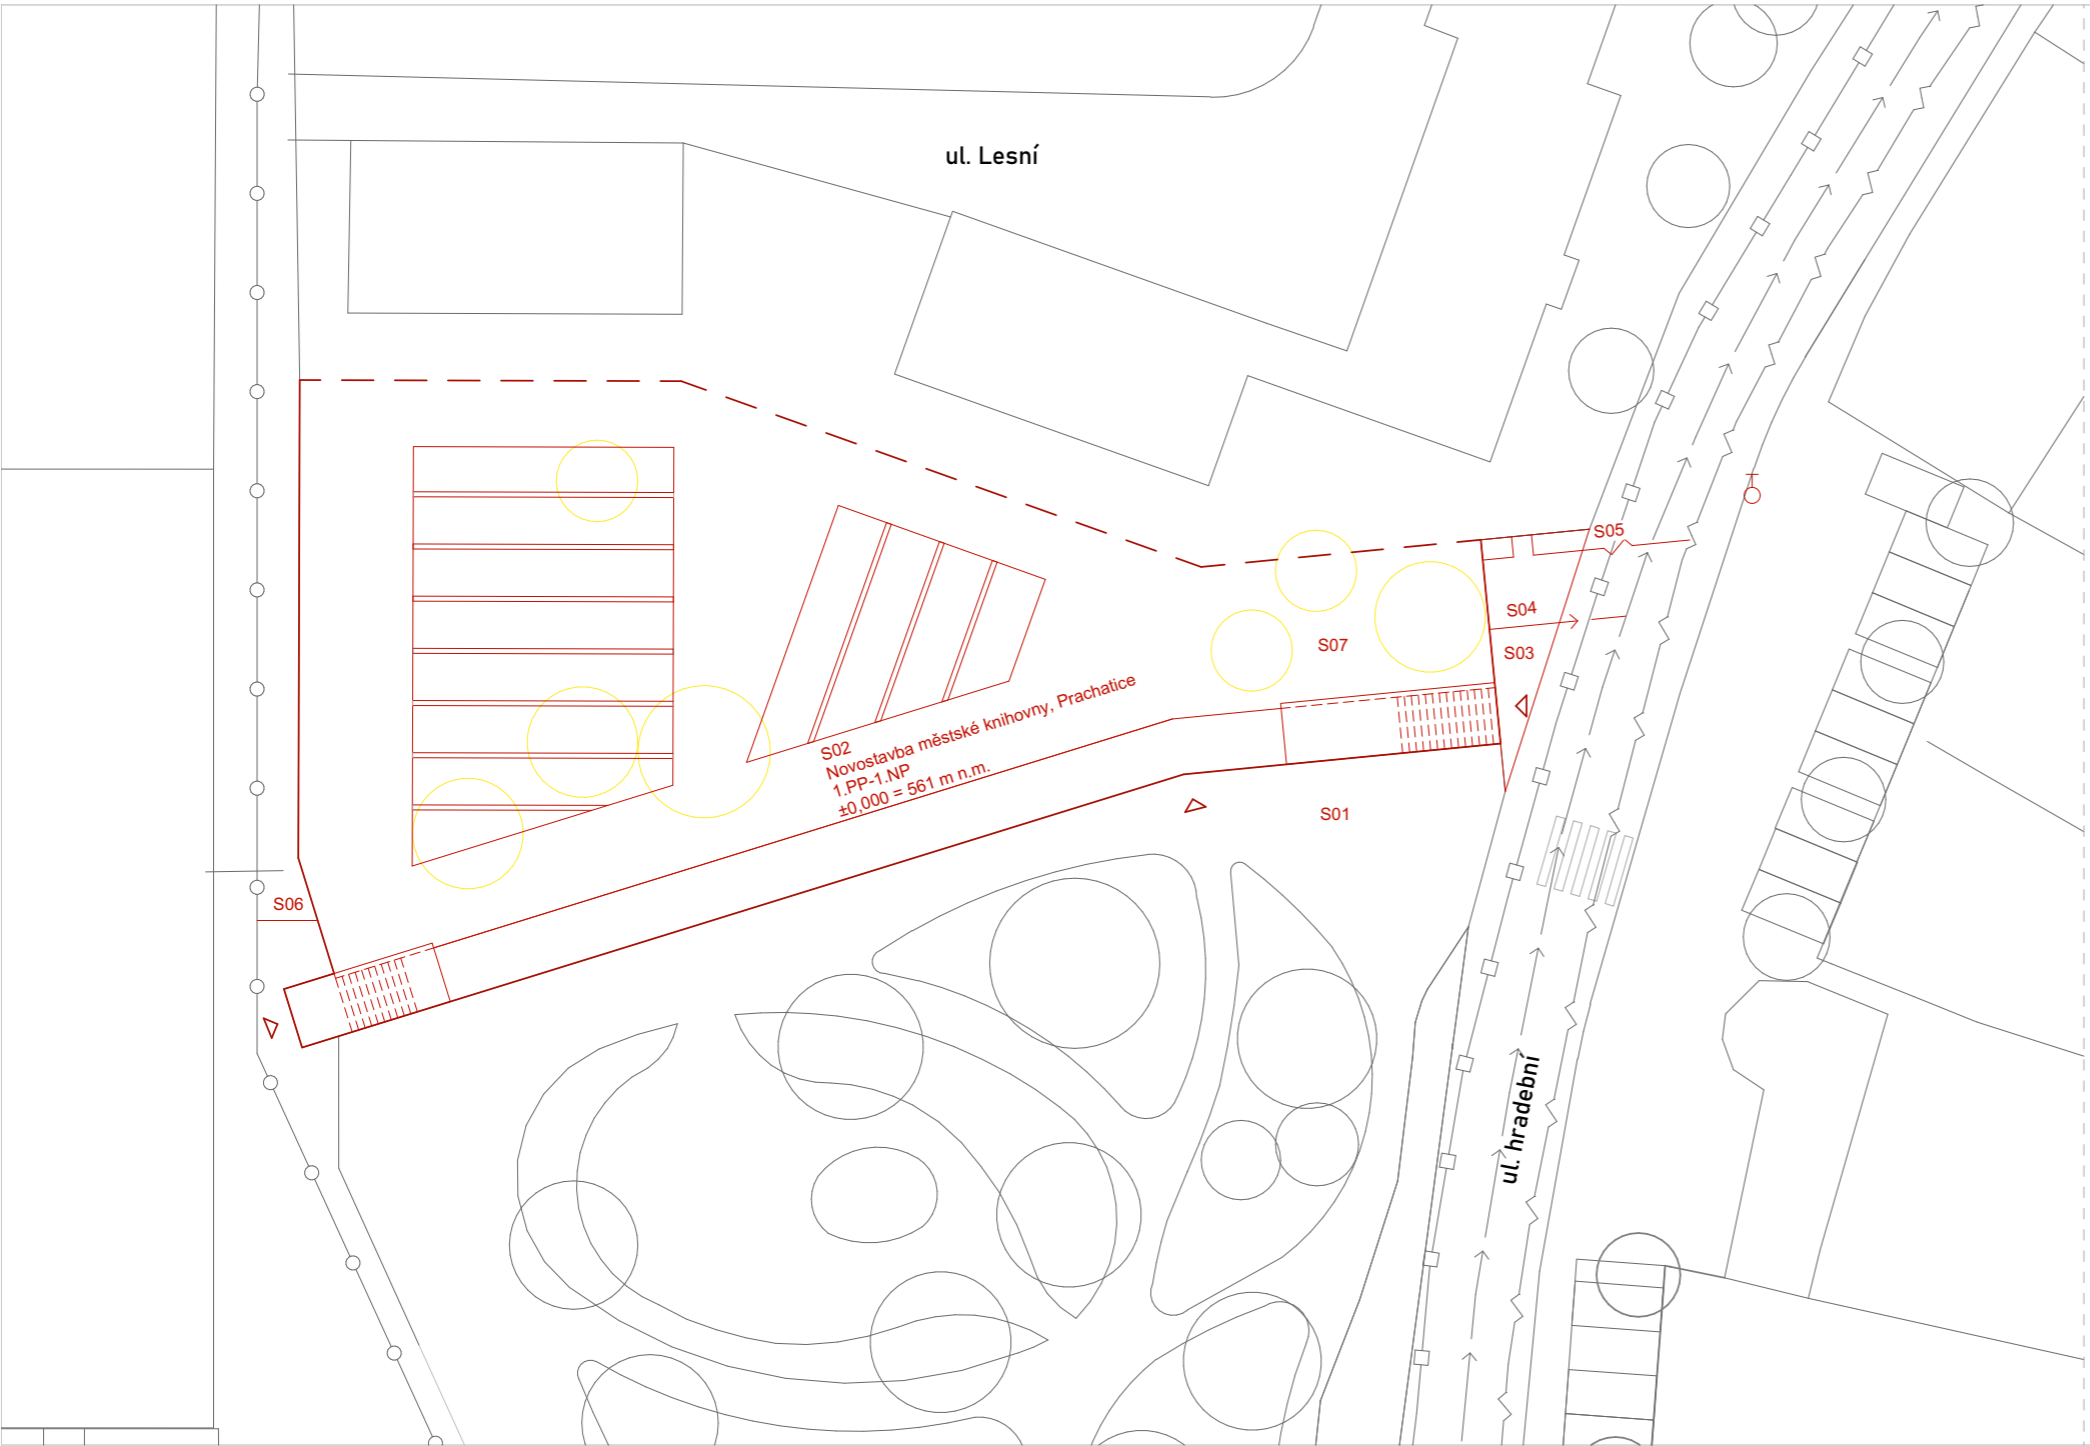 ul. Lesní
S05
S04
S07
S03
S02
Novostavba městské knihovny, Prachatice
1.PP-1.NP
±0,000 = 561 m n.m.
S01
S06
ul. hradební